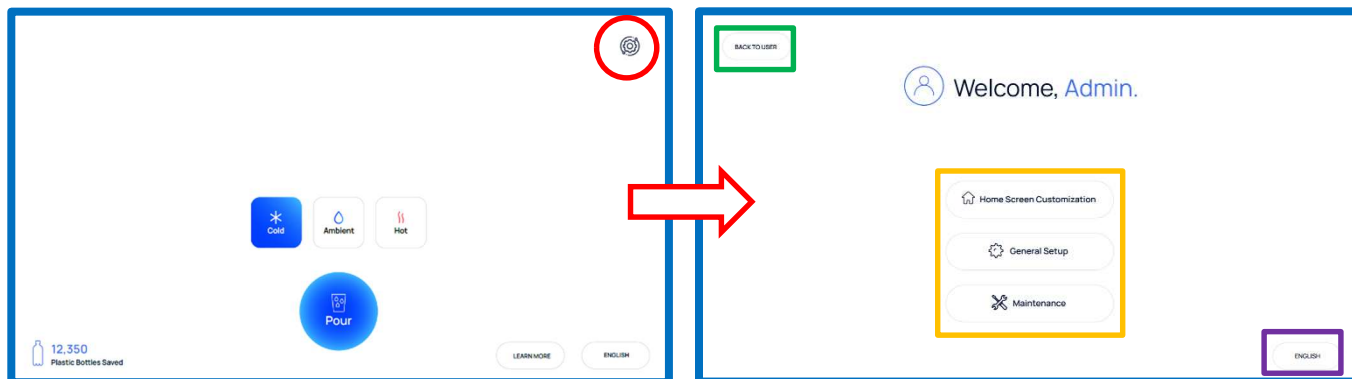 Cold
Ambient
Hot
Pour
12,350
Plastic Bottles Saved
LEARN MORE
ENGLISH
BACK TO USER
Welcome, Admin.
Home Screen Customization
General Setup
Maintenance
ENGLISH